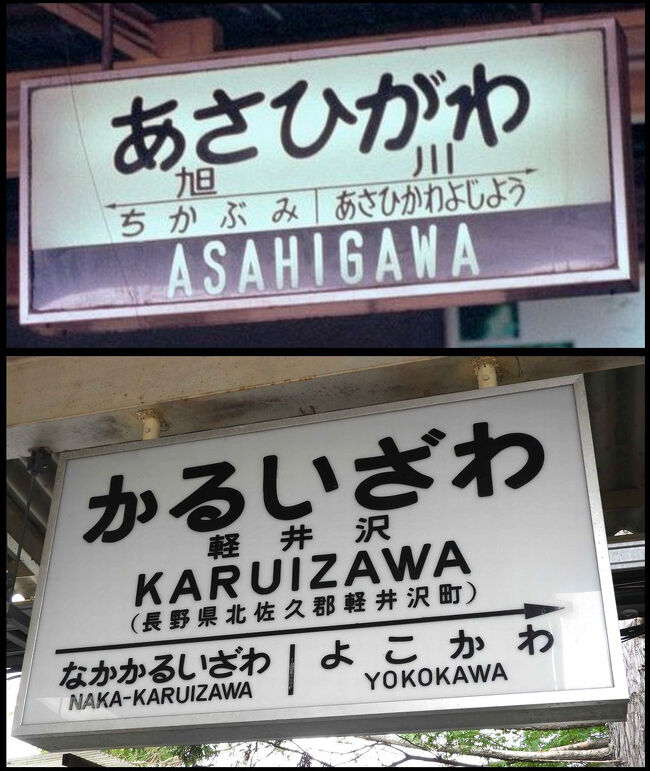 あさひがわ
旭 川
ちかぶみ あさひかわよじよう
ASAHIGAWA
かるいざわ
軽井沢
KARUIZAWA
(長野県北佐久郡軽井沢町)
なかかるいざわ よこかわ
NAKA-KARUIZAWA YOKOKAWA